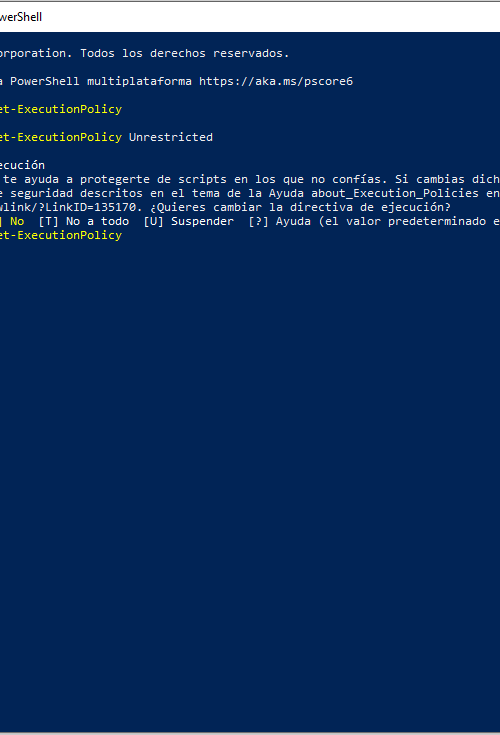 werShell
orporation. Todos los derechos reservados.
a PowerShell multiplataforma https://aka.ms/pscore6
et-ExecutionPolicy
et-ExecutionPolicy Unrestricted
ecución
te ayuda a protegerte de scripts en los que no confías. Si cambias dich
e seguridad descritos en el tema de la Ayuda about_Execution_Policies en
wlink/?LinkID=135170. ¿Quieres cambiar la directiva de ejecución?
] No  [T] No a todo  [U] Suspender  [?] Ayuda (el valor predeterminado e
et-ExecutionPolicy